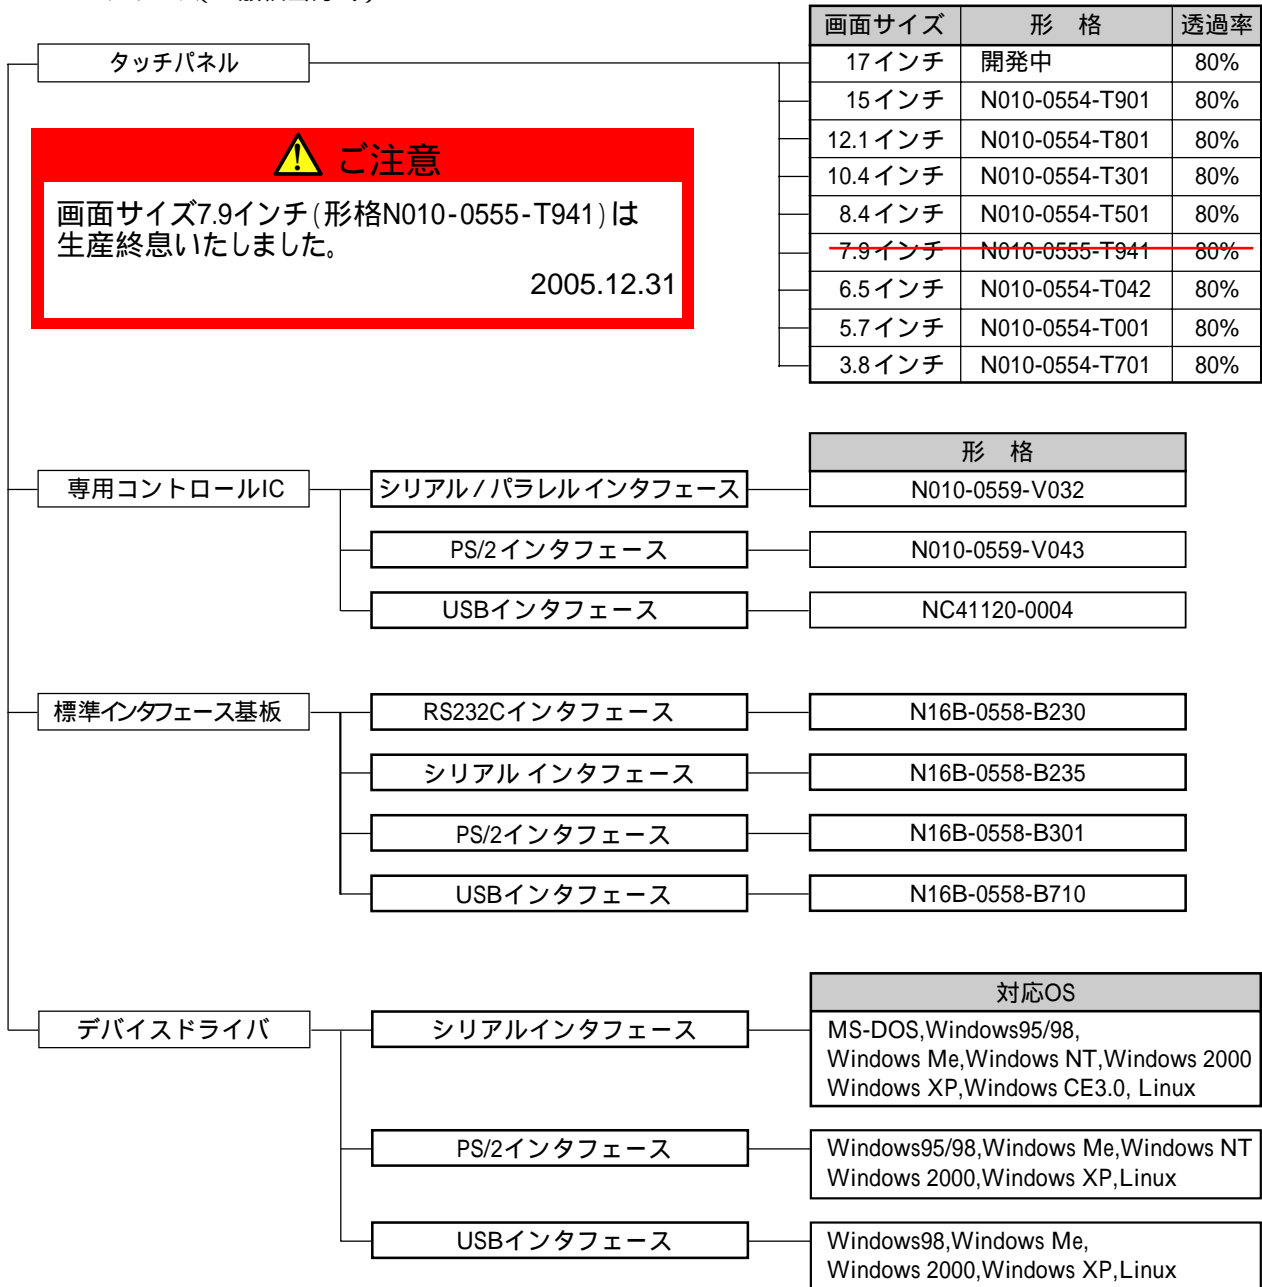 画面サイズ 形　格 透過率
タッチパネル
17インチ 開発中 80%
15インチ N010-0554-T901 80%
12.1インチ N010-0554-T801 80%
10.4インチ N010-0554-T301 80%
8.4インチ N010-0554-T501 80%
7.9インチ N010-0555-T941 80%
6.5インチ N010-0554-T042 80%
5.7インチ N010-0554-T001 80%
3.8インチ N010-0554-T701 80%
ご注意
画面サイズ7.9インチ(形格N010-0555-T941)は
生産終息いたしました。
2005.12.31
形　格
専用コントロールIC シリアル / パラレル インタフェース N010-0559-V032
PS/2インタフェース N010-0559-V043
USBインタフェース NC41120-0004
標準インタフェース基板 RS232Cインタフェース N16B-0558-B230
シリアル インタフェース N16B-0558-B235
PS/2インタフェース N16B-0558-B301
USBインタフェース N16B-0558-B710
対応OS
デバイスドライバ シリアルインタフェース MS-DOS,Windows95/98,
Windows Me,Windows NT,Windows 2000
Windows XP,Windows CE3.0, Linux
PS/2インタフェース Windows95/98,Windows Me,Windows NT
Windows 2000,Windows XP,Linux
USBインタフェース Windows98,Windows Me,
Windows 2000,Windows XP,Linux